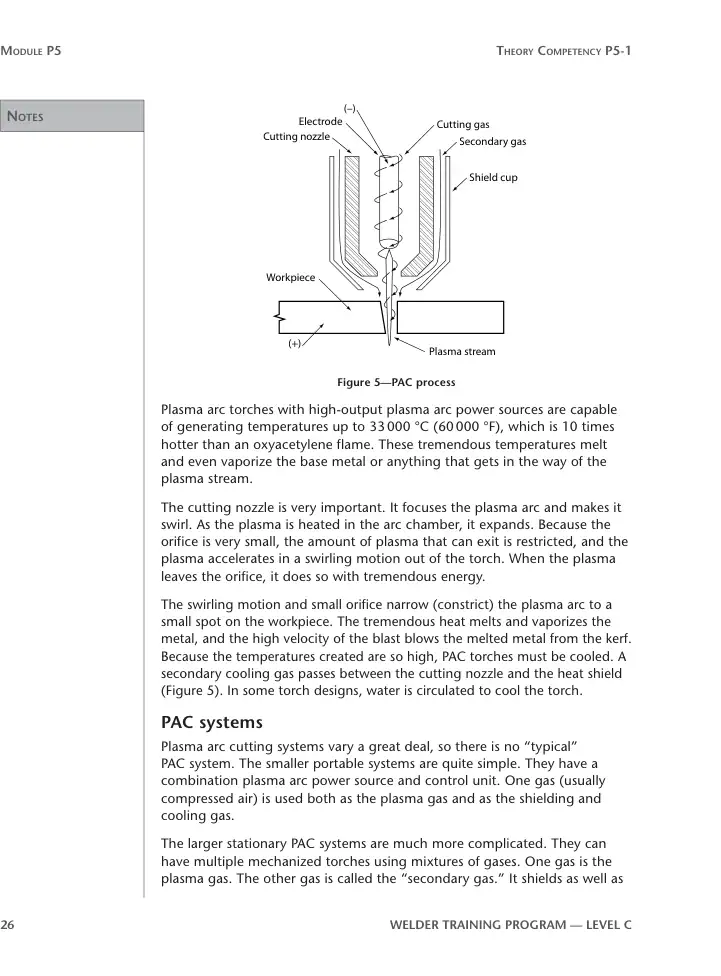 MODULE P5
THEORY COMPETENCY P5-1
NOTES
(–)
Electrode
Cutting gas
Cutting nozzle
Secondary gas
Shield cup
Workpiece
(+)
Plasma stream
Figure 5—PAC process
Plasma arc torches with high-output plasma arc power sources are capable
of generating temperatures up to 33 000 °C (60 000 °F), which is 10 times
hotter than an oxyacetylene flame. These tremendous temperatures melt
and even vaporize the base metal or anything that gets in the way of the
plasma stream.
The cutting nozzle is very important. It focuses the plasma arc and makes it
swirl. As the plasma is heated in the arc chamber, it expands. Because the
orifice is very small, the amount of plasma that can exit is restricted, and the
plasma accelerates in a swirling motion out of the torch. When the plasma
leaves the orifice, it does so with tremendous energy.
The swirling motion and small orifice narrow (constrict) the plasma arc to a
small spot on the workpiece. The tremendous heat melts and vaporizes the
metal, and the high velocity of the blast blows the melted metal from the kerf.
Because the temperatures created are so high, PAC torches must be cooled. A
secondary cooling gas passes between the cutting nozzle and the heat shield
(Figure 5). In some torch designs, water is circulated to cool the torch.
PAC systems
Plasma arc cutting systems vary a great deal, so there is no “typical”
PAC system. The smaller portable systems are quite simple. They have a
combination plasma arc power source and control unit. One gas (usually
compressed air) is used both as the plasma gas and as the shielding and
cooling gas.
The larger stationary PAC systems are much more complicated. They can
have multiple mechanized torches using mixtures of gases. One gas is the
plasma gas. The other gas is called the “secondary gas.” It shields as well as
26
WELDER TRAINING PROGRAM — LEVEL C